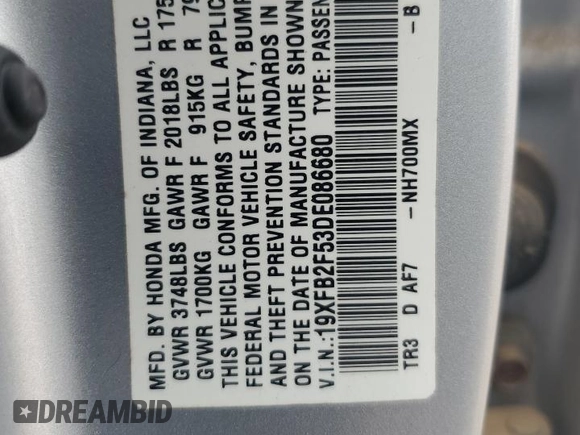 MFD. BY HONDA MFG. OF INDIANA, LLC
GVWR 3748LBS GAWR F 2018LBS R 175
GVWR 1700KG GAWR F 915KG R 79
THIS VEHICLE CONFORMS TO ALL APPLIC
FEDERAL MOTOR VEHICLE SAFETY, BUMP
AND THEFT PREVENTION STANDARDS IN
ON THE DATE OF MANUFACTURE SHOWN
V.I.N.:19XFB2F53DE086680 TYPE: PASSEN
TR3 D AF7 -NH700MX -B
DREAMBID